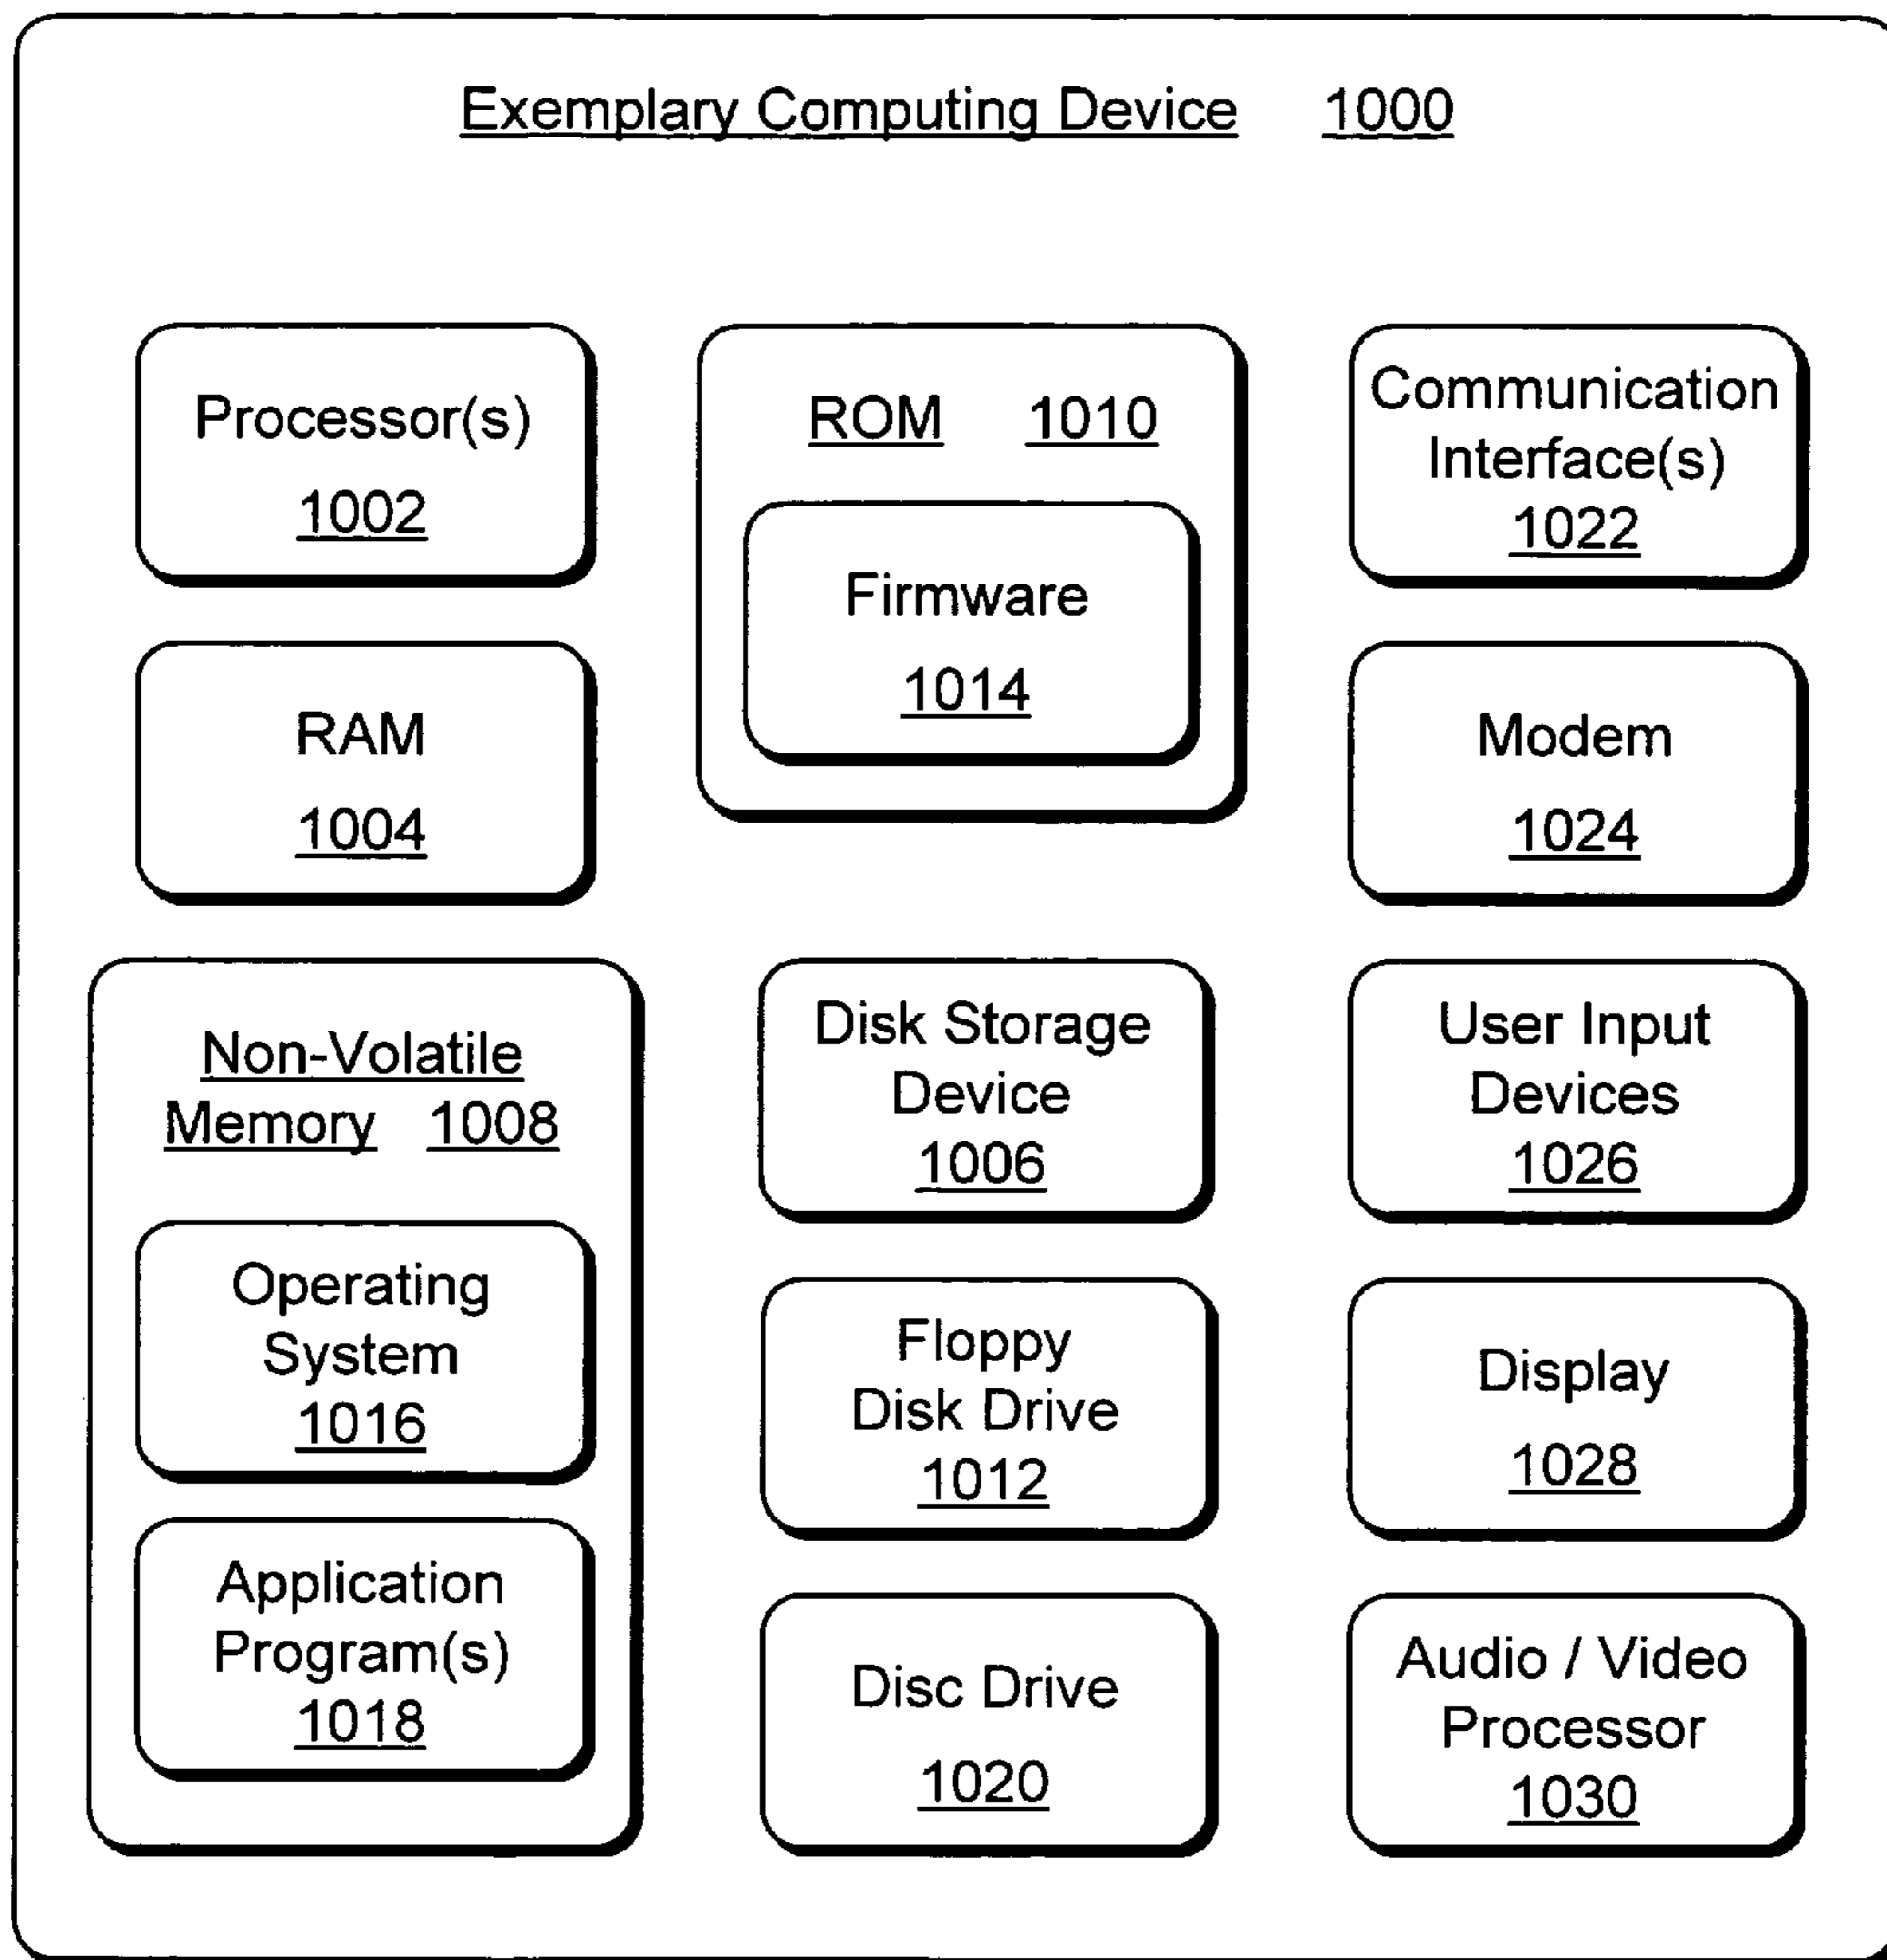 Exemplary Computing Device 1000
Processor(s)
1002
RAM
1004
Non-Volatile
Memory 1008
Operating
System
1016
Application
Program(s)
1018
ROM 1010
Firmware
1014
Disk Storage
Device
1006
Floppy
Disk Drive
1012
Disc Drive
1020
Communication
Interface(s)
1022
Modem
1024
User Input
Devices
1026
Display
1028
Audio / Video
Processor
1030